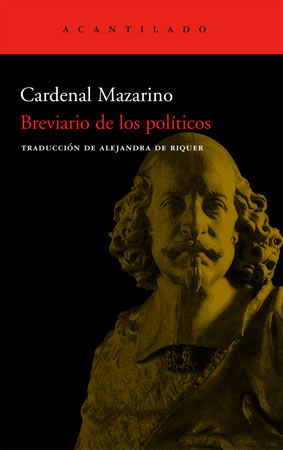 ACANTILADO
Cardenal Mazarino
Breviario de los políticos
TRADUCCIÓN DE ALEJANDRA DE RIQUER